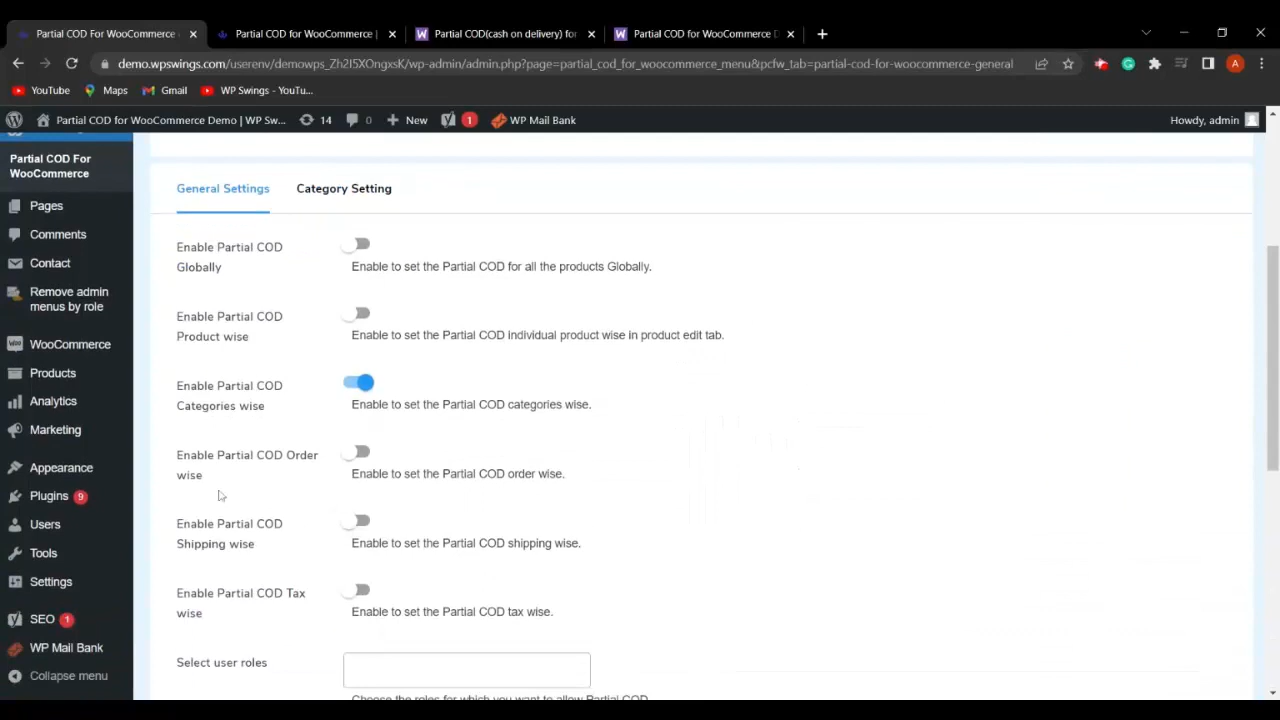 Partial COD For WooCommerce
Partial COD for WooCommerce |
Partial COD(cash on delivery) for
Partial COD for WooCommerce D
demo.wpswings.com/userenv/demowps_Zh2I5XOngxsK/wp-admin/admin.php?page=partial_cod_for_woocommerce_menu&pcfw_tab=partial-cod-for-woocommerce-general
A
YouTube
Maps
Gmail
WP Swings - YouTu...
Partial COD for WooCommerce Demo | WP Sw...
14
0
New
1
WP Mail Bank
Howdy, admin
Partial COD For
WooCommerce
Pages
Comments
Contact
Remove admin
menus by role
WooCommerce
Products
Analytics
Marketing
Appearance
Plugins 9
Users
Tools
Settings
SEO 1
WP Mail Bank
Collapse menu
General Settings
Category Setting
Enable Partial COD
Globally
Enable to set the Partial COD for all the products Globally.
Enable Partial COD
Product wise
Enable to set the Partial COD individual product wise in product edit tab.
Enable Partial COD
Categories wise
Enable to set the Partial COD categories wise.
Enable Partial COD Order
wise
Enable to set the Partial COD order wise.
Enable Partial COD
Shipping wise
Enable to set the Partial COD shipping wise.
Enable Partial COD Tax
wise
Enable to set the Partial COD tax wise.
Select user roles
Choose the roles for which you want to allow Partial COD